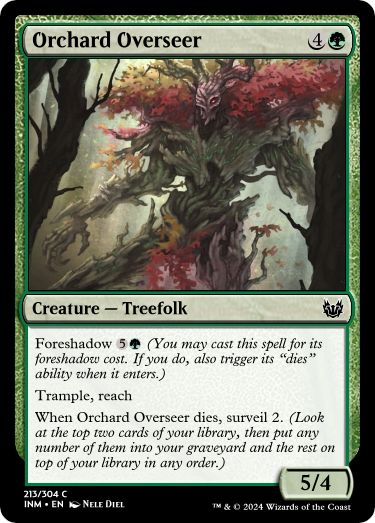 Orchard Overseer 4
Creature — Treefolk
Foreshadow 5 (You may cast this spell for its
foreshadow cost. If you do, also trigger its “dies”
ability when it enters.)
Trample, reach
When Orchard Overseer dies, surveil 2. (Look
at the top two cards of your library, then put any
number of them into your graveyard and the rest on
top of your library in any order.)
5/4
213/304 C
INM • EN Nele Diel
™ & © 2024 Wizards of the Coast